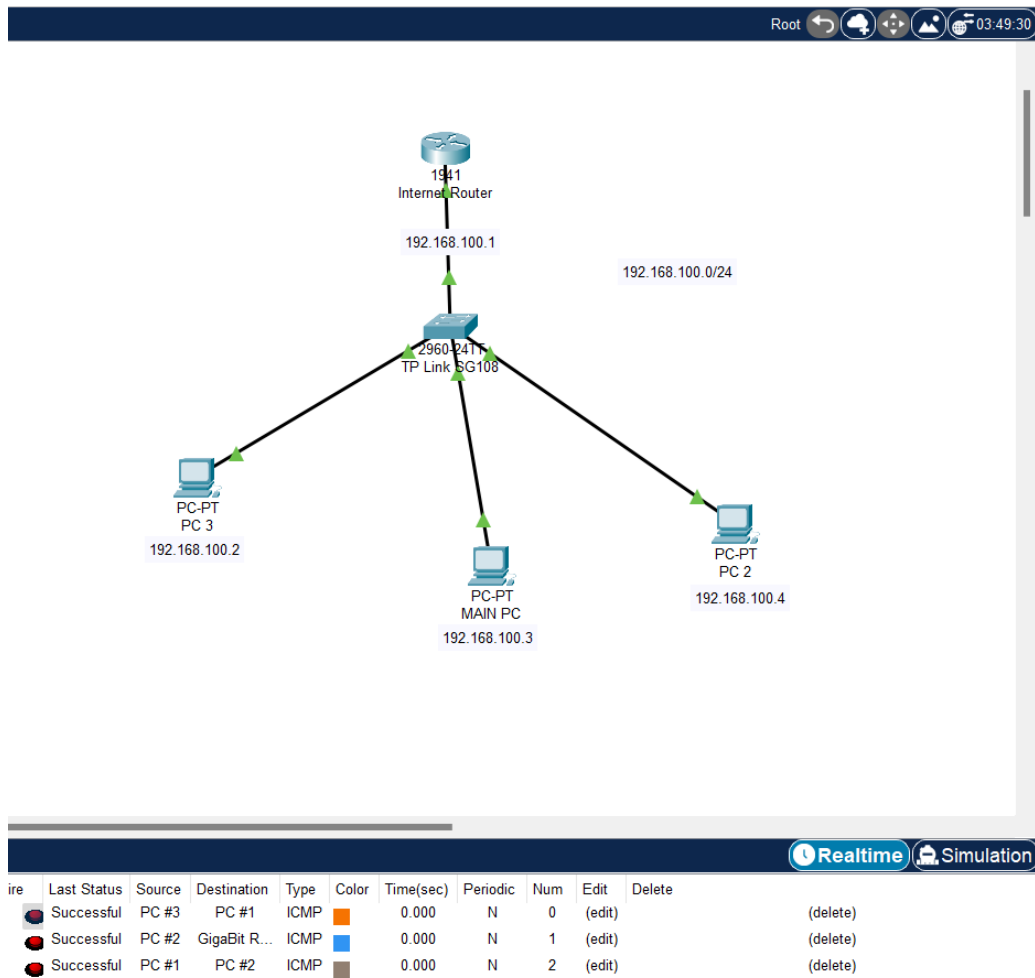 Root 03:49:30
1941
Internet Router
192.168.100.1
192.168.100.0/24
2960-24TT
TP Link SG108
PC-PT
PC 3
192.168.100.2
PC-PT
MAIN PC
192.168.100.3
PC-PT
PC 2
192.168.100.4
Realtime Simulation
ire Last Status Source Destination Type Color Time(sec) Periodic Num Edit Delete
Successful PC #3 PC #1 ICMP 0.000 N 0 (edit) (delete)
Successful PC #2 GigaBit R... ICMP 0.000 N 1 (edit) (delete)
Successful PC #1 PC #2 ICMP 0.000 N 2 (edit) (delete)